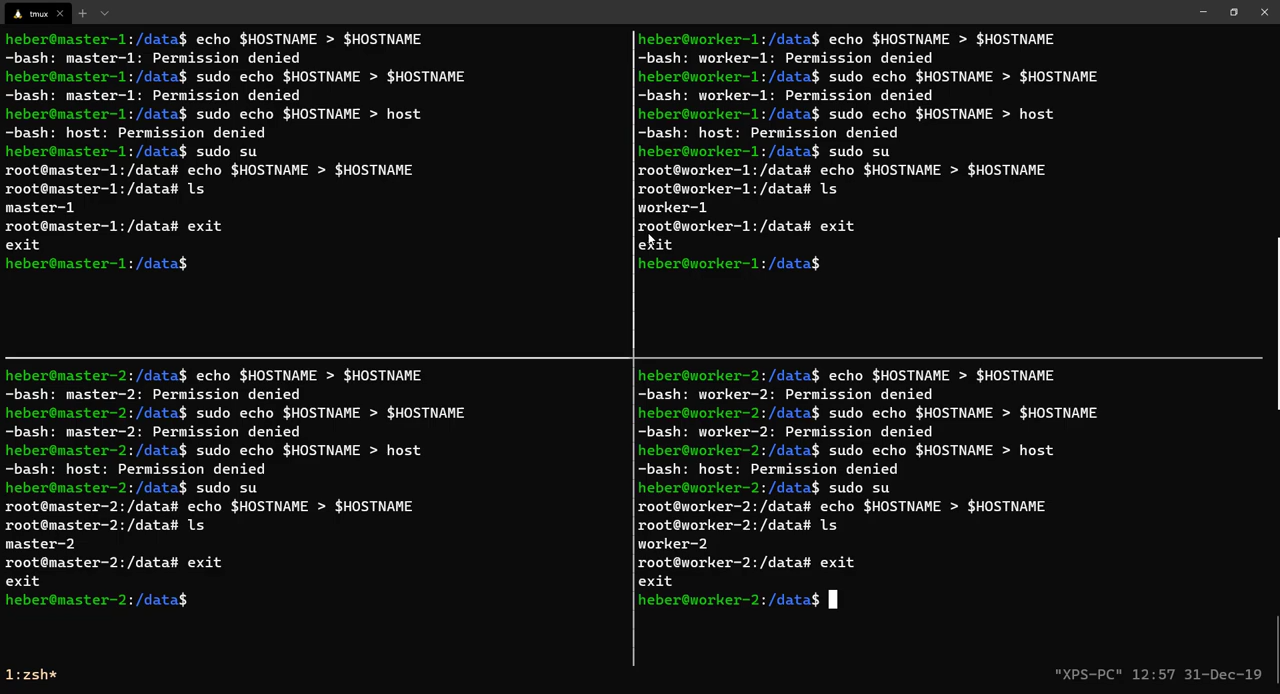 tmux
heber@master-1:/data$ echo $HOSTNAME > $HOSTNAME
-bash: master-1: Permission denied
heber@master-1:/data$ sudo echo $HOSTNAME > $HOSTNAME
-bash: master-1: Permission denied
heber@master-1:/data$ sudo echo $HOSTNAME > host
-bash: host: Permission denied
heber@master-1:/data$ sudo su
root@master-1:/data# echo $HOSTNAME > $HOSTNAME
root@master-1:/data# ls
master-1
root@master-1:/data# exit
exit
heber@master-1:/data$
heber@worker-1:/data$ echo $HOSTNAME > $HOSTNAME
-bash: worker-1: Permission denied
heber@worker-1:/data$ sudo echo $HOSTNAME > $HOSTNAME
-bash: worker-1: Permission denied
heber@worker-1:/data$ sudo echo $HOSTNAME > host
-bash: host: Permission denied
heber@worker-1:/data$ sudo su
root@worker-1:/data# echo $HOSTNAME > $HOSTNAME
root@worker-1:/data# ls
worker-1
root@worker-1:/data# exit
exit
heber@worker-1:/data$
heber@master-2:/data$ echo $HOSTNAME > $HOSTNAME
-bash: master-2: Permission denied
heber@master-2:/data$ sudo echo $HOSTNAME > $HOSTNAME
-bash: master-2: Permission denied
heber@master-2:/data$ sudo echo $HOSTNAME > host
-bash: host: Permission denied
heber@master-2:/data$ sudo su
root@master-2:/data# echo $HOSTNAME > $HOSTNAME
root@master-2:/data# ls
master-2
root@master-2:/data# exit
exit
heber@master-2:/data$
heber@worker-2:/data$ echo $HOSTNAME > $HOSTNAME
-bash: worker-2: Permission denied
heber@worker-2:/data$ sudo echo $HOSTNAME > $HOSTNAME
-bash: worker-2: Permission denied
heber@worker-2:/data$ sudo echo $HOSTNAME > host
-bash: host: Permission denied
heber@worker-2:/data$ sudo su
root@worker-2:/data# echo $HOSTNAME > $HOSTNAME
root@worker-2:/data# ls
worker-2
root@worker-2:/data# exit
exit
heber@worker-2:/data$
1:zsh*
"XPS-PC" 12:57 31-Dec-19